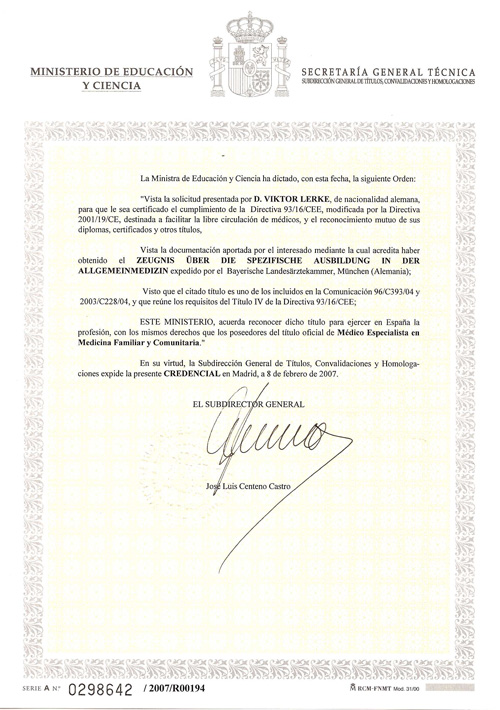 MINISTERIO DE EDUCACIÓN
Y CIENCIA
SECRETARÍA GENERAL TÉCNICA
SUBDIRECCIÓN GENERAL DE TÍTULOS, CONVALIDACIONES Y HOMOLOGACIONES
La Ministra de Educación y Ciencia ha dictado, con esta fecha, la siguiente Orden:
"Vista la solicitud presentada por D. VIKTOR LERKE, de nacionalidad alemana,
para que le sea certificado el cumplimiento de la Directiva 93/16/CEE, modificada por la Directiva
2001/19/CE, destinada a facilitar la libre circulación de médicos, y el reconocimiento mutuo de sus
diplomas, certificados y otros títulos,
Vista la documentación aportada por el interesado mediante la cual acredita haber
obtenido el ZEUGNIS ÜBER DIE SPEZIFISCHE AUSBILDUNG IN DER
ALLGEMEINMEDIZIN expedido por el Bayerische Landesärztekammer, München (Alemania);
Visto que el citado título es uno de los incluidos en la Comunicación 96/C393/04 y
2003/C228/04, y que reúne los requisitos del Título IV de la Directiva 93/16/CEE;
ESTE MINISTERIO, acuerda reconocer dicho título para ejercer en España la
profesión, con los mismos derechos que los poseedores del título oficial de Médico Especialista en
Medicina Familiar y Comunitaria."
En su virtud, la Subdirección General de Títulos, Convalidaciones y Homologa-
ciones expide la presente CREDENCIAL en Madrid, a 8 de febrero de 2007.
EL SUBDIRECTOR GENERAL
José Luis Centeno Castro
SERIE A N.º 0298642 / 2007/R00194
RCM-FNMT Mod. 31/00